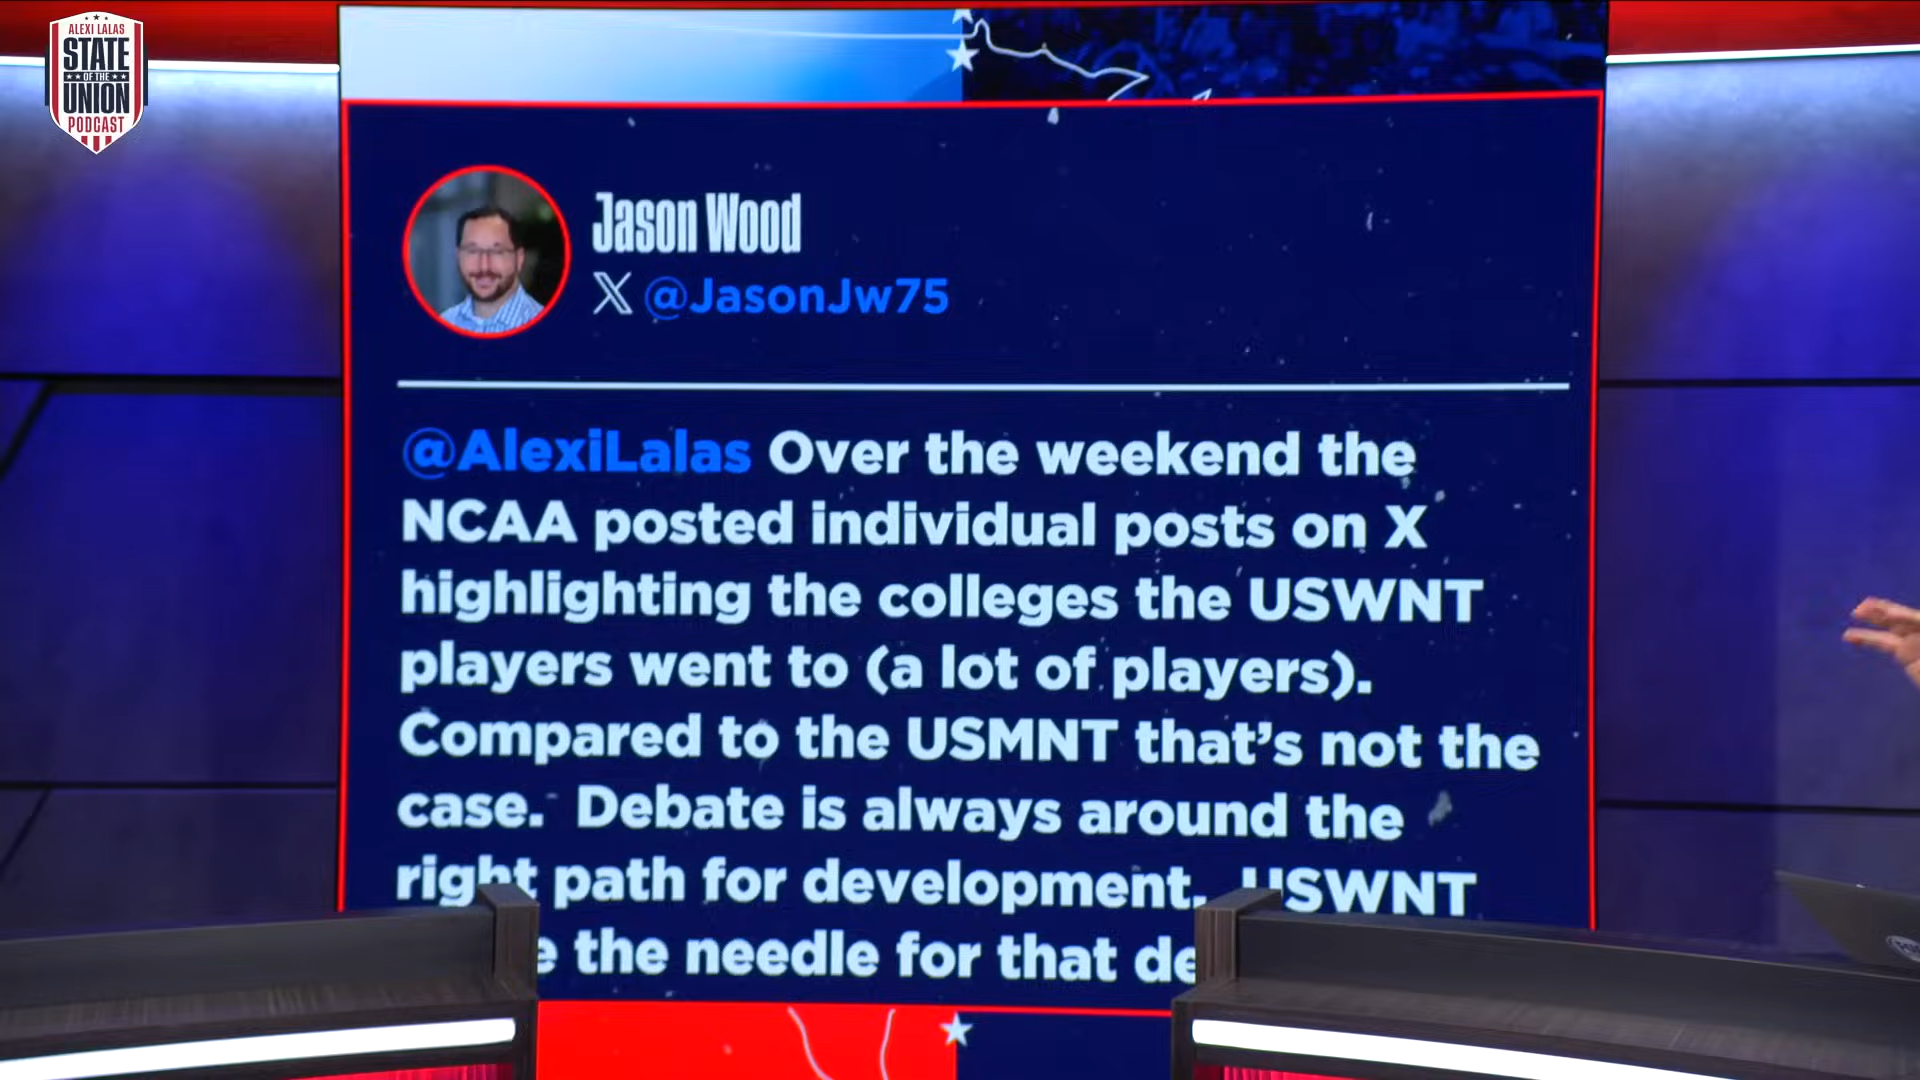 ALEXI LALAS
STATE
OF THE
UNION
PODCAST
Jason Wood
X @JasonJw75
@AlexiLalas Over the weekend the
NCAA posted individual posts on X
highlighting the colleges the USWNT
players went to (a lot of players).
Compared to the USMNT that's not the
case. Debate is always around the
right path for development. USWNT
the needle for that